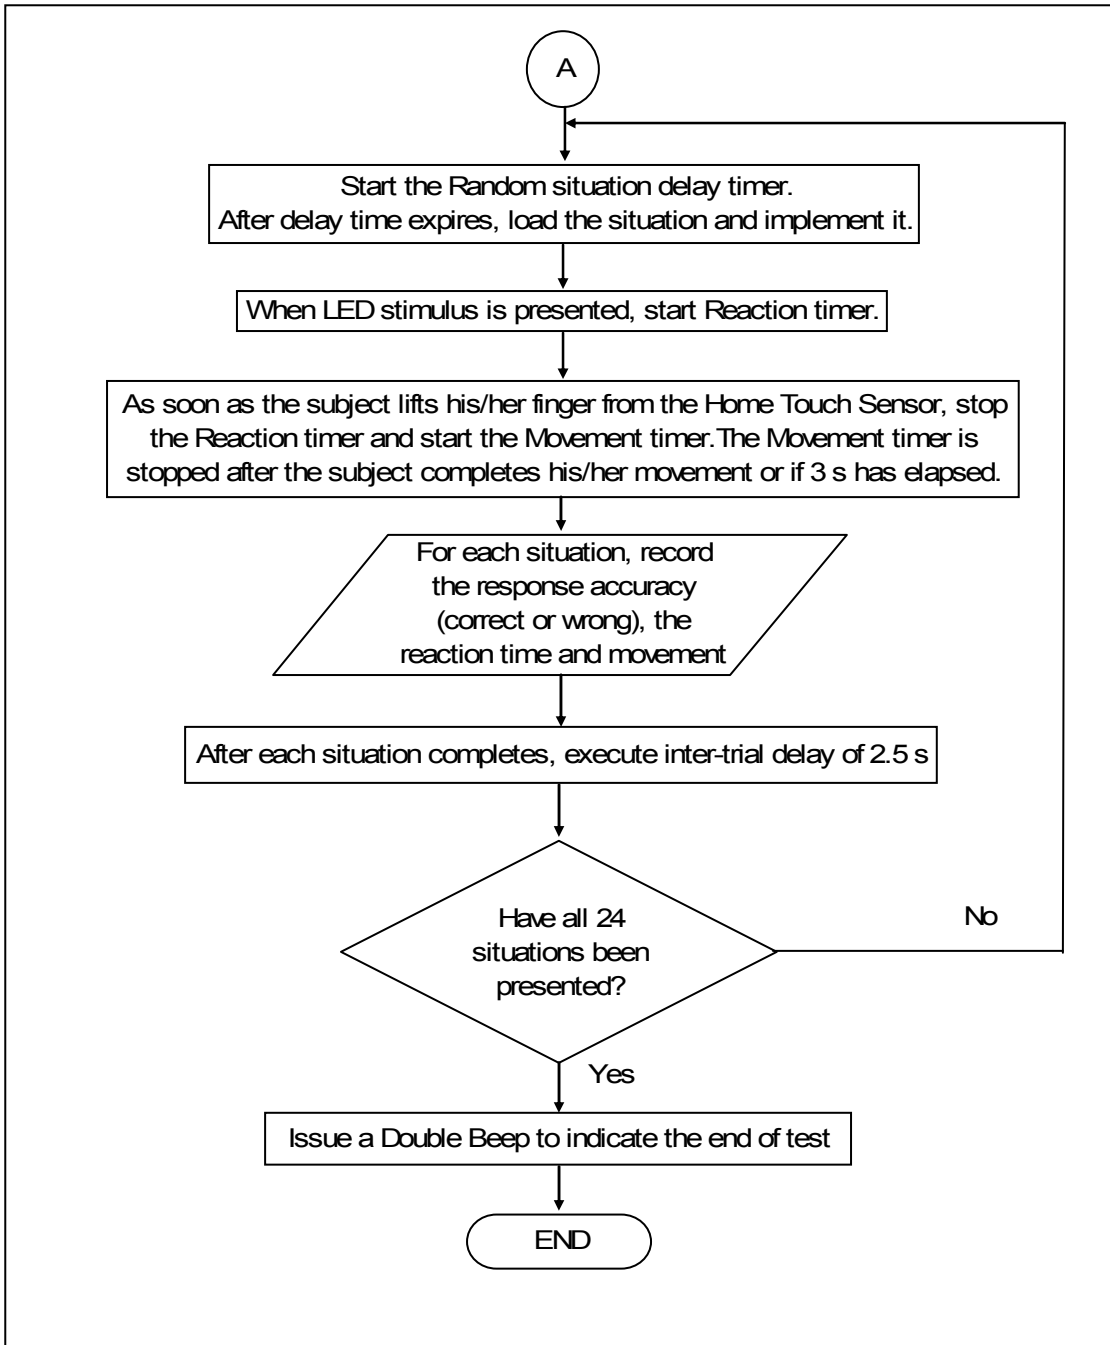 A
Start the Random situation delay timer.
After delay time expires, load the situation and implement it.
When LED stimulus is presented, start Reaction timer.
As soon as the subject lifts his/her finger from the Home Touch Sensor, stop
the Reaction timer and start the Movement timer.The Movement timer is
stopped after the subject completes his/her movement or if 3 s has elapsed.
For each situation, record
the response accuracy
(correct or wrong), the
reaction time and movement
After each situation completes, execute inter-trial delay of 2.5 s
Have all 24
situations been
presented?
No
Yes
Issue a Double Beep to indicate the end of test
END